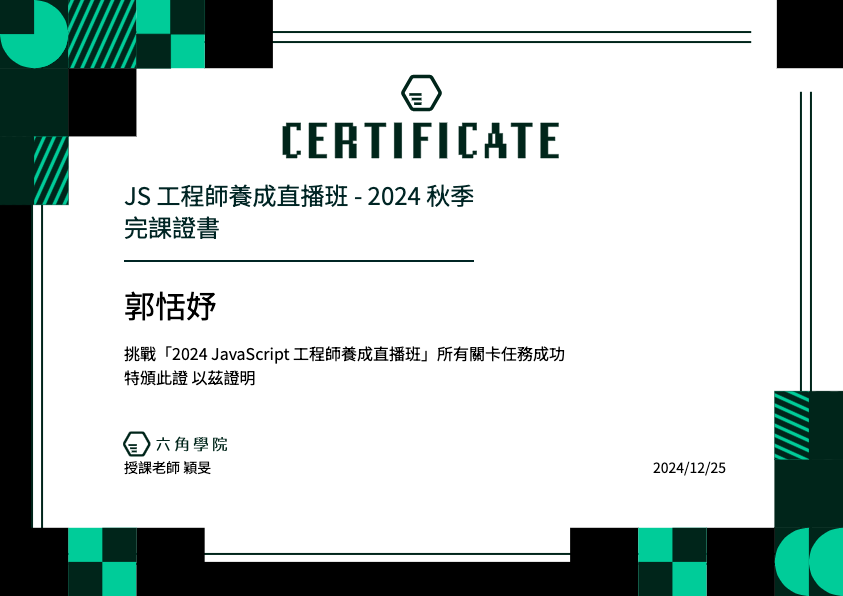 CERTIFICATE
JS 工程師養成直播班 - 2024 秋季
完課證書
郭恬妤
挑戰「2024 JavaScript 工程師養成直播班」所有關卡任務成功
特頒此證 以茲證明
六角學院
授課老師 穎旻
2024/12/25